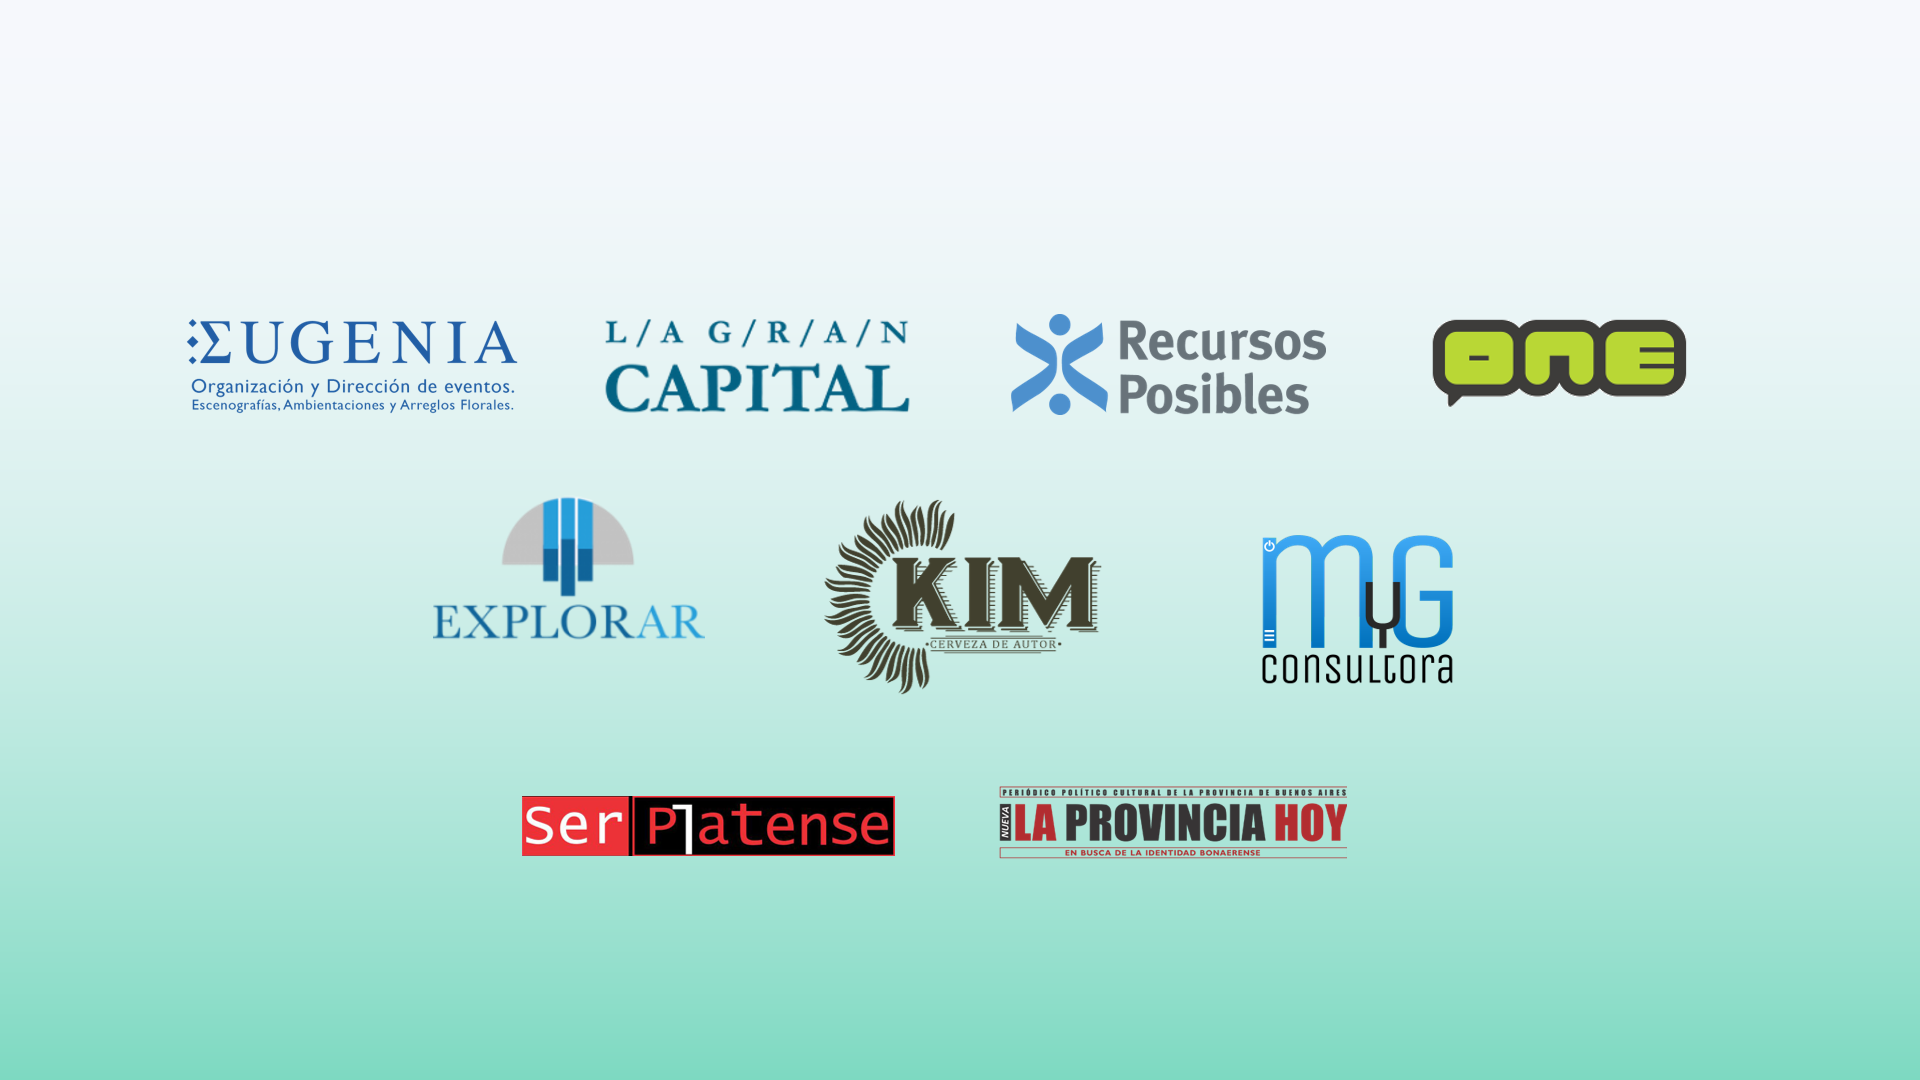 ΣUGENIA
Organización y Dirección de eventos.
Escenografías, Ambientaciones y Arreglos Florales.
L/A G/R/A/N
CAPITAL
Recursos
Posibles
one
EXPLORAR
KIM
•CERVEZA DE AUTOR•
MyG
consultora
Ser Platense
PERIÓDICO POLÍTICO CULTURAL DE LA PROVINCIA DE BUENOS AIRES
NUEVA
LA PROVINCIA HOY
EN BUSCA DE LA IDENTIDAD BONAERENSE